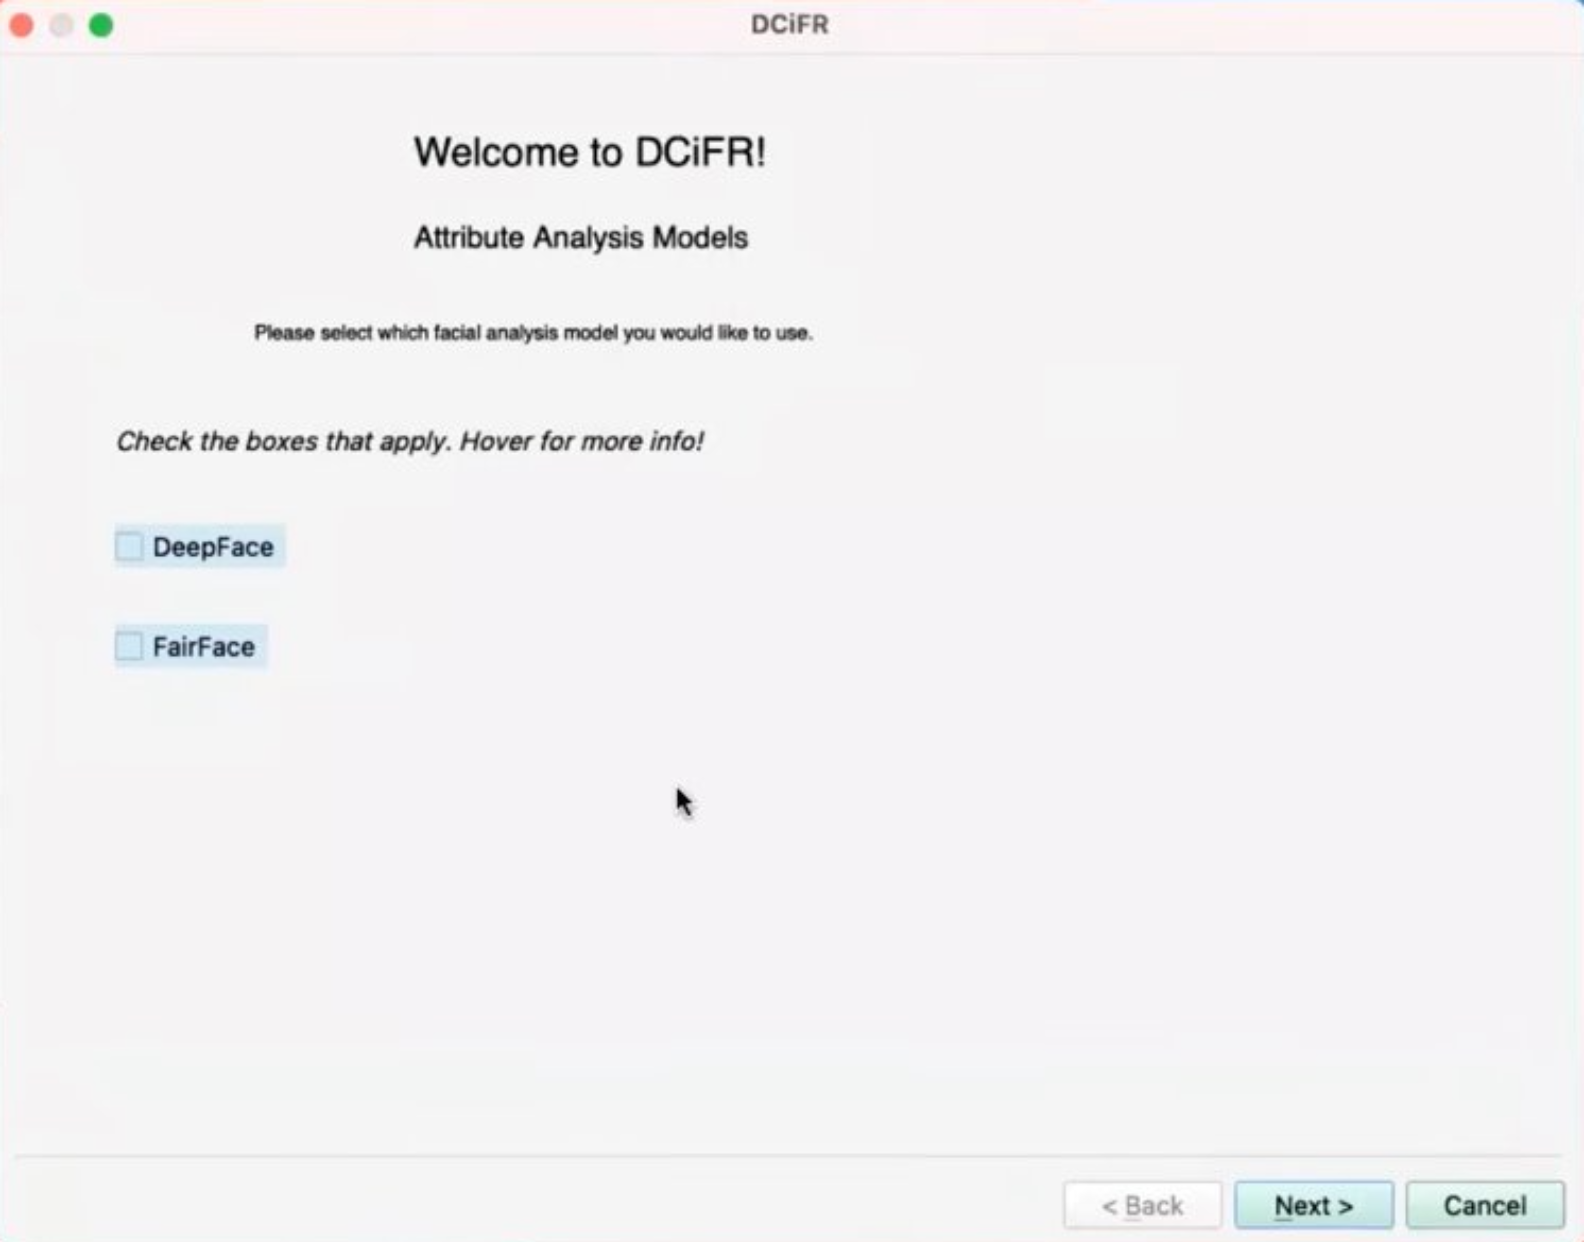 DCiFR
Welcome to DCiFR!
Attribute Analysis Models
Please select which facial analysis model you would like to use.
Check the boxes that apply. Hover for more info!
DeepFace
FairFace
< Back
Next >
Cancel